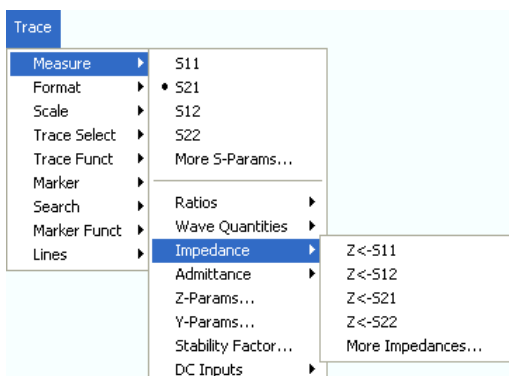 Trace
Measure
Format
Scale
Trace Select
Trace Funct
Marker
Search
Marker Funct
Lines
S11
S21
S12
S22
More S-Params...
Ratios
Wave Quantities
Impedance
Admittance
Z-Params...
Y-Params...
Stability Factor...
DC Inputs
Z<-S11
Z<-S12
Z<-S21
Z<-S22
More Impedances...